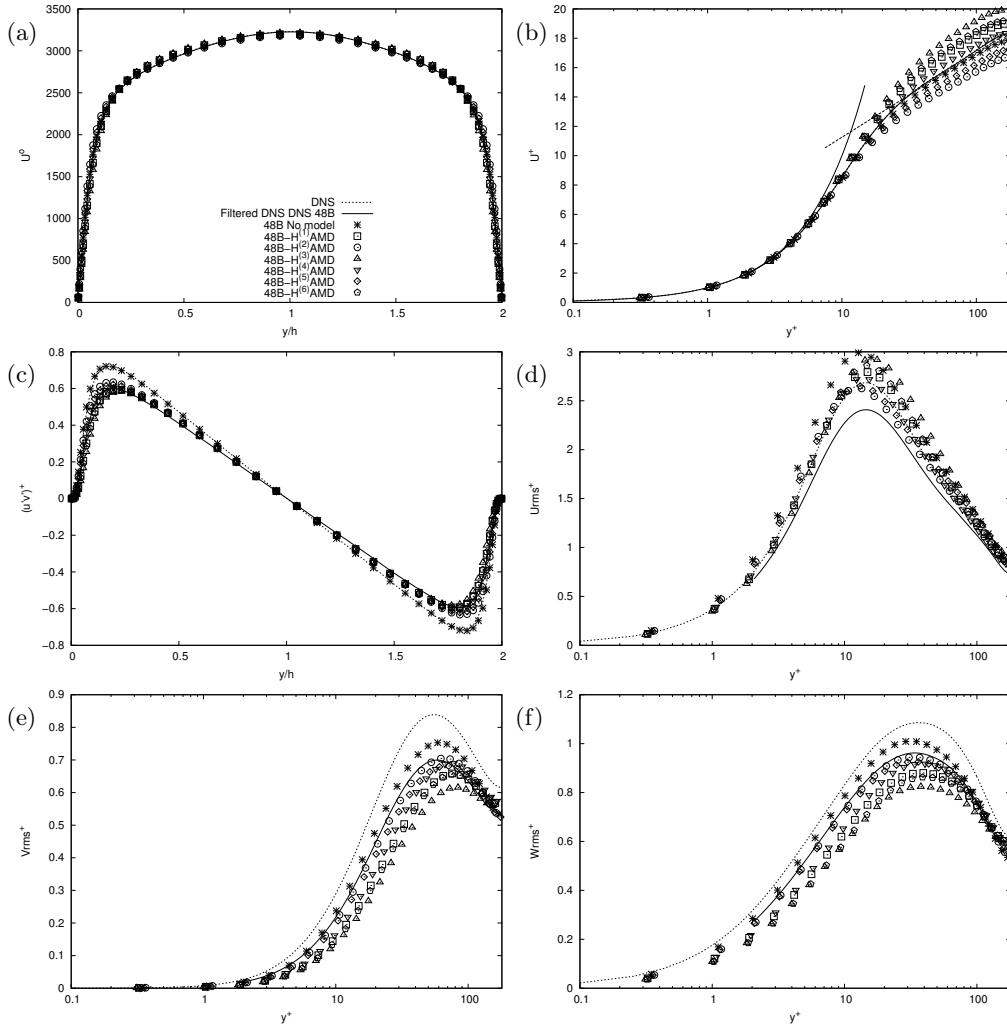 (a)
3500
3000
2500
2000
1500
1000
500
0
U⁰
0
0.5
1
1.5
2
y/h
DNS
Filtered DNS DNS 48B
48B No model
48B−H⁽¹⁾AMD
48B−H⁽²⁾AMD
48B−H⁽³⁾AMD
48B−H⁽⁴⁾AMD
48B−H⁽⁵⁾AMD
48B−H⁽⁶⁾AMD
(b)
20
18
16
14
12
10
8
6
4
2
0
U⁺
0.1
1
10
100
y⁺
(c)
0.8
0.6
0.4
0.2
0
−0.2
−0.4
−0.6
−0.8
⟨u'v'⟩⁺
0
0.5
1
1.5
2
y/h
(d)
3
2.5
2
1.5
1
0.5
0
Urms⁺
0.1
1
10
100
y⁺
(e)
0.9
0.8
0.7
0.6
0.5
0.4
0.3
0.2
0.1
0
Vrms⁺
0.1
1
10
100
y⁺
(f)
1.2
1
0.8
0.6
0.4
0.2
0
Wrms⁺
0.1
1
10
100
y⁺